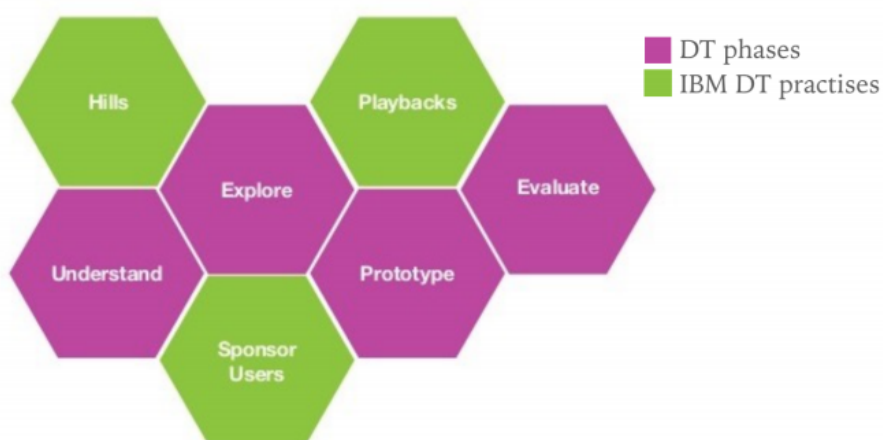 Hills
Playbacks
DT phases
IBM DT practises
Explore
Evaluate
Understand
Prototype
Sponsor
Users